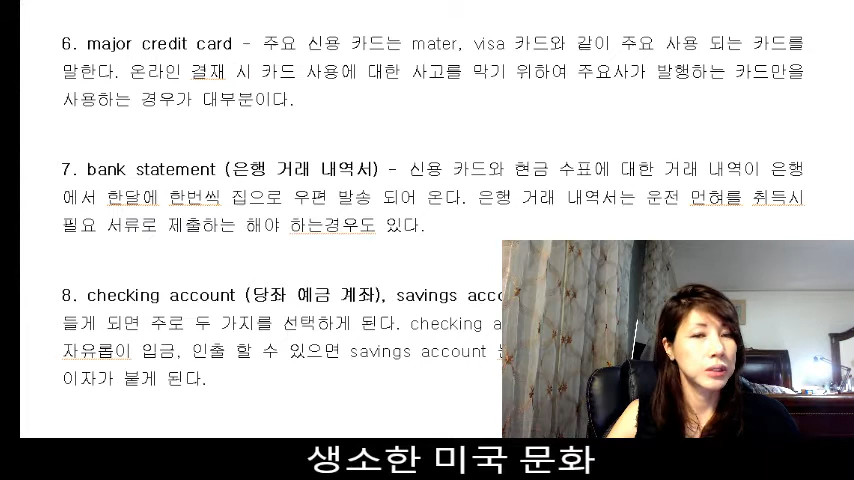 6. major credit card - 주요 신용 카드는 mater, visa 카드와 같이 주요 사용 되는 카드를
말한다. 온라인 결재 시 카드 사용에 대한 사고를 막기 위하여 주요사가 발행하는 카드만을
사용하는 경우가 대부분이다.
7. bank statement (은행 거래 내역서) - 신용 카드와 현금 수표에 대한 거래 내역이 은행
에서 한달에 한번씩 집으로 우편 발송 되어 온다. 은행 거래 내역서는 운전 먼허를 취득시
필요 서류로 제출하는 해야 하는경우도 있다.
8. checking account (당좌 예금 계좌), savings
들게 되면 주로 두 가지를 선택하게 된다. checking
자유롭이 입금, 인출 할 수 있으면 savings account
이자가 붙게 된다.
생소한 미국 문화